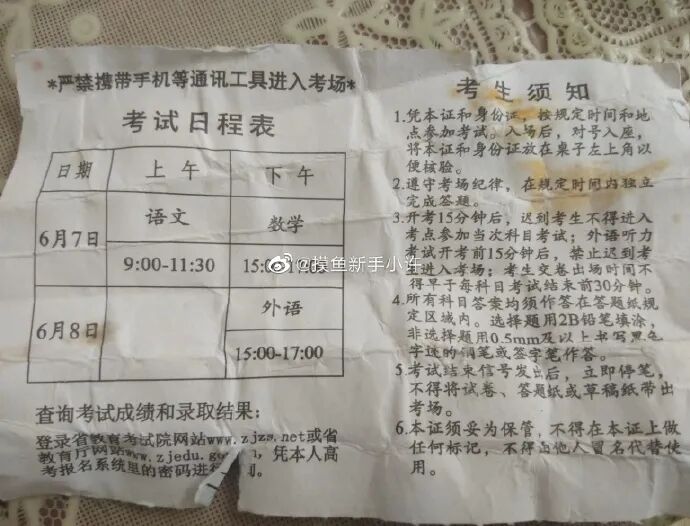 *严禁携带手机等通讯工具进入考场*
考试日程表
日期 上午 下午
6月7日 语文 数学
9:00-11:30 15:0
6月8日 外语
15:00-17:00
查询考试成绩和录取结果：
登录省教育考试院网站www.zjzs.net或省
教育厅网站www.zjedu.go 凭本人高
考报名系统里的密码进行
考生须知
1.凭本证和身份证，按规定时间和地
点参加考试。入场后，对号入座，
将本证和身份证放在桌子左上角以
便核验。
2.遵守考场纪律，在规定时间内独立
完成答题。
3.开考15分钟后，迟到考生不得进入
考点参加当次科目考试；外语听力
考试开考前15分钟后，禁止迟到考
生进入考场；考生交卷出场时间不
得早于每科目考试结束前30分钟。
4.所有科目答案均须作答在答题纸规
定区域内。选择题用2B铅笔填涂，
非选择题用0.5mm及以上书写黑色
字迹的钢笔或签字笔作答。
5.考试结束信号发出后，立即停笔，
不得将试卷、答题纸或草稿纸带出
考场。
6.本证须妥为保管，不得在本证上做
任何标记，不得由他人冒名代替使
用。
@摸鱼新手小许